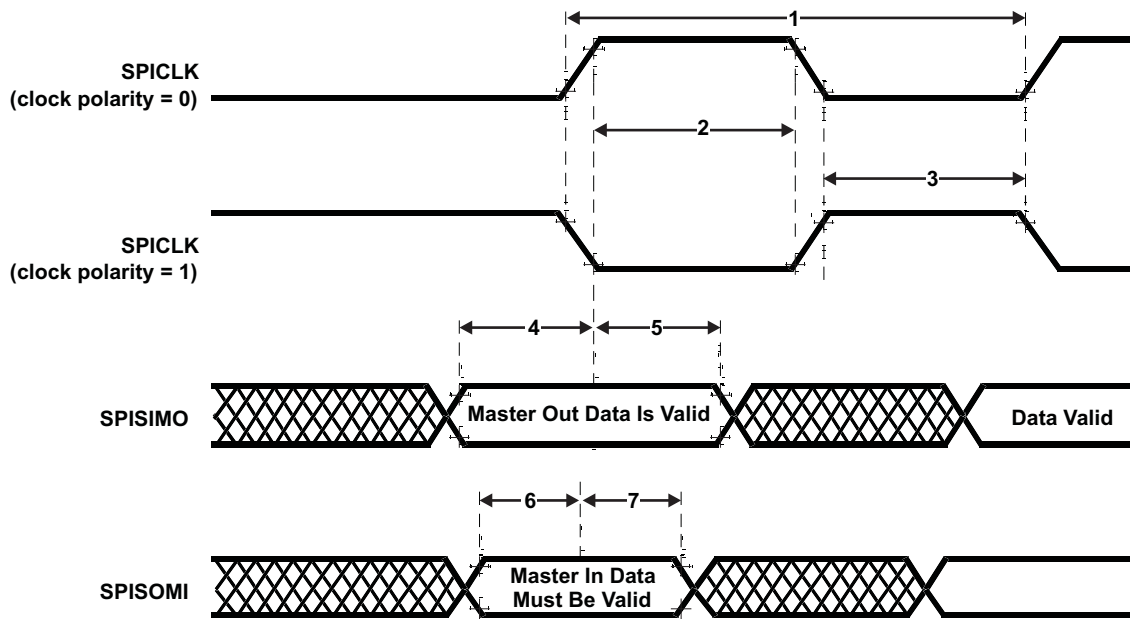 1
SPICLK
(clock polarity = 0)
2
3
SPICLK
(clock polarity = 1)
4
5
SPISIMO
Master Out Data Is Valid
Data Valid
6
7
SPISOMI
Master In Data
Must Be Valid